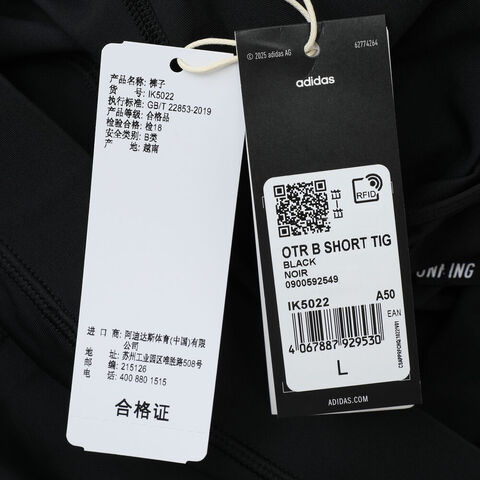 产品名称: 裤子
货 号: IK5022
执行标准: GB/T 22853-2019
产品等级: 合格品
检验合格: 检18
安全类别: B类
产 地: 越南
进 口 商: 阿迪达斯体育(中国)有限
公司
地址: 苏州工业园区唯胜路508号
邮编: 215126
电话: 400 880 1515
合格证
© 2025 adidas AG
62774264
adidas
RFID
OTR B SHORT TIG
BLACK
NOIR
0900592549
IK5022 A50
EAN
4 067887 929530
L
ADIDAS.COM